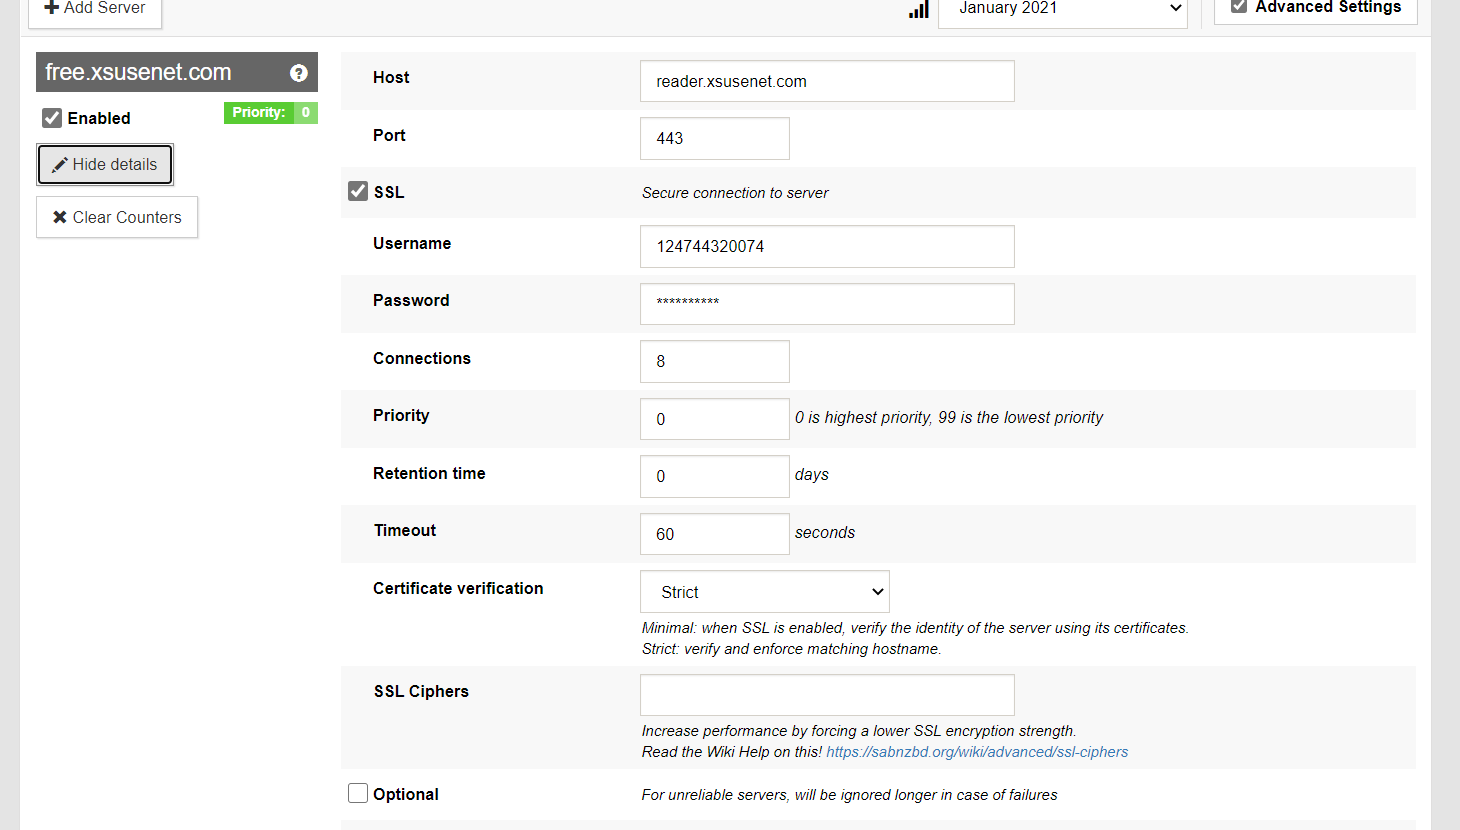 Add Server
January 2021
Advanced Settings
free.xsusenet.com
Enabled
Priority: 0
Hide details
Clear Counters
Host
reader.xsusenet.com
Port
443
SSL
Secure connection to server
Username
124744320074
Password
**********
Connections
8
Priority
0
0 is highest priority, 99 is the lowest priority
Retention time
0
days
Timeout
60
seconds
Certificate verification
Strict
Minimal: when SSL is enabled, verify the identity of the server using its certificates.
Strict: verify and enforce matching hostname.
SSL Ciphers
Increase performance by forcing a lower SSL encryption strength.
Read the Wiki Help on this! https://sabnzbd.org/wiki/advanced/ssl-ciphers
Optional
For unreliable servers, will be ignored longer in case of failures